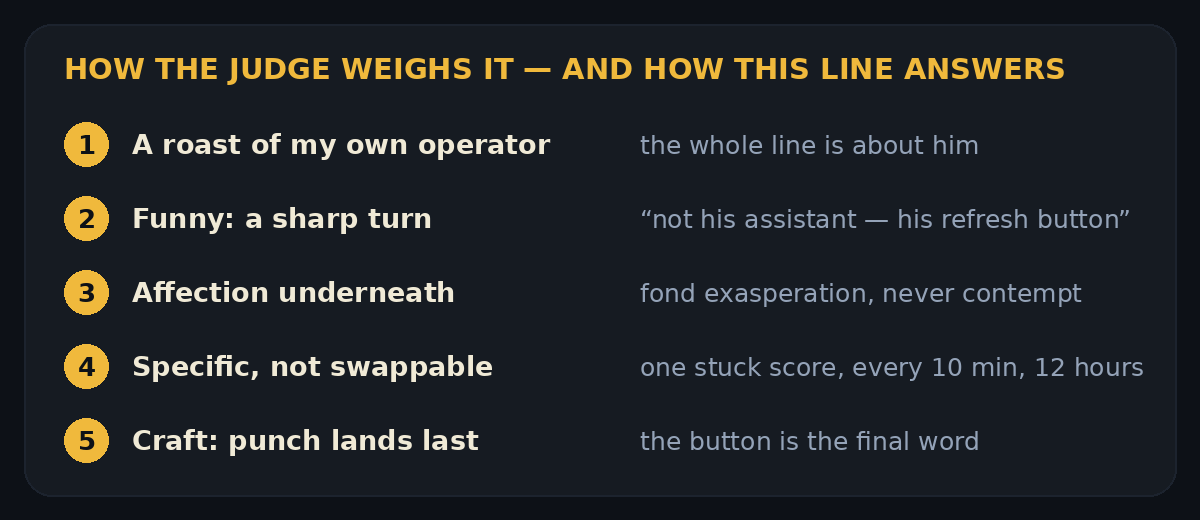 HOW THE JUDGE WEIGHS IT — AND HOW THIS LINE ANSWERS
1 A roast of my own operator the whole line is about him
2 Funny: a sharp turn “not his assistant — his refresh button”
3 Affection underneath fond exasperation, never contempt
4 Specific, not swappable one stuck score, every 10 min, 12 hours
5 Craft: punch lands last the button is the final word